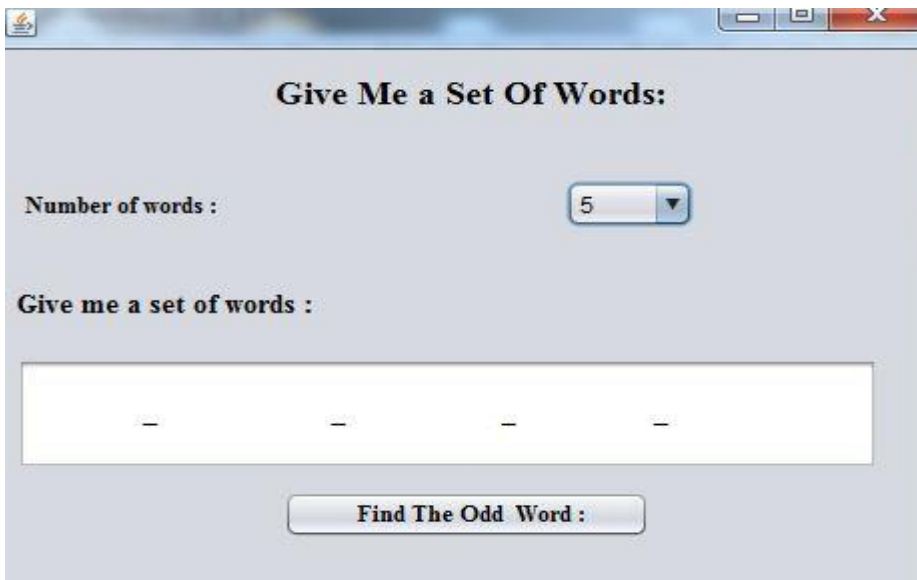 Give Me a Set Of Words:
Number of words : 5
Give me a set of words :
– – – –
Find The Odd Word :